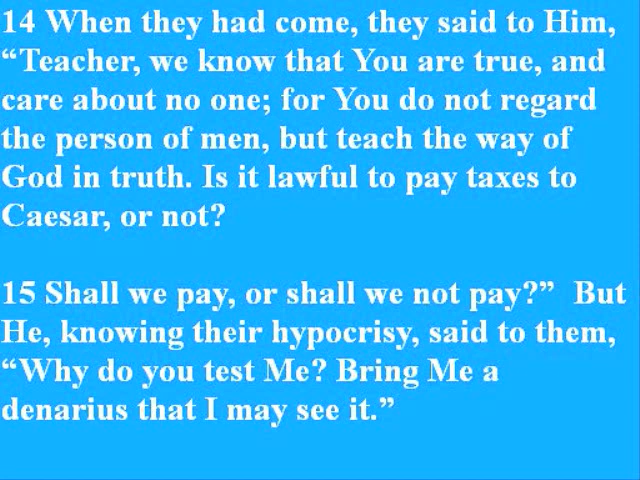 14 When they had come, they said to Him,
“Teacher, we know that You are true, and
care about no one; for You do not regard
the person of men, but teach the way of
God in truth. Is it lawful to pay taxes to
Caesar, or not?
15 Shall we pay, or shall we not pay?”  But
He, knowing their hypocrisy, said to them,
“Why do you test Me? Bring Me a
denarius that I may see it.”